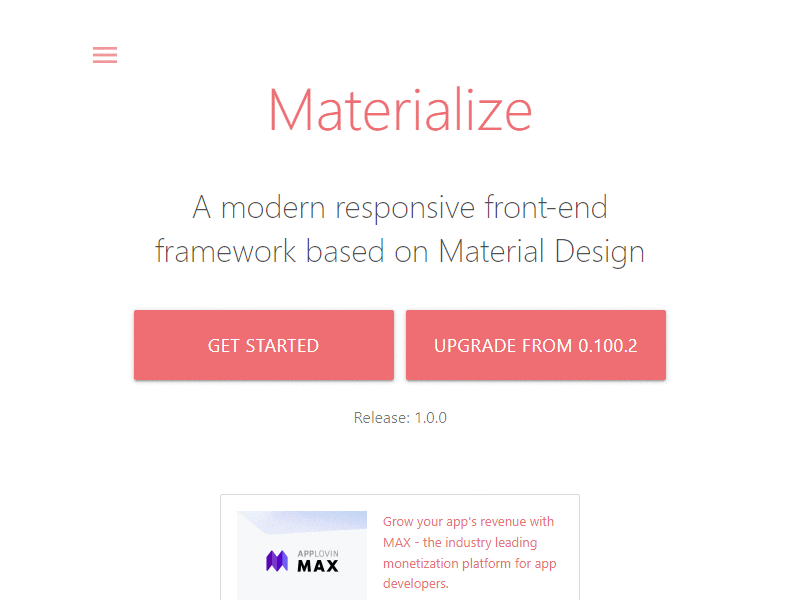 Materialize
A modern responsive front-end
framework based on Material Design
GET STARTED
UPGRADE FROM 0.100.2
Release: 1.0.0
APPLOVIN
MAX
Grow your app's revenue with
MAX - the industry leading
monetization platform for app
developers.